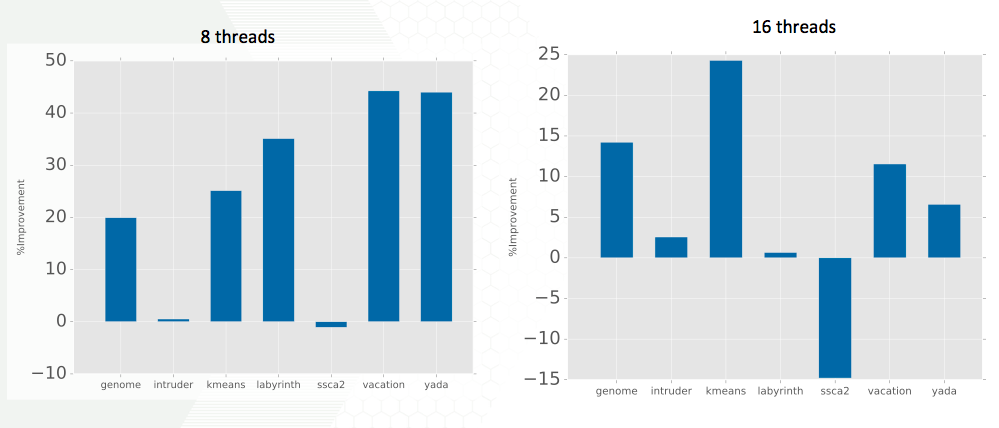 8 threads
50
40
30
20
10
0
−10
%Improvement
genome intruder kmeans labyrinth ssca2 vacation yada
16 threads
25
20
15
10
5
0
−5
−10
−15
%Improvement
genome intruder kmeans labyrinth ssca2 vacation yada